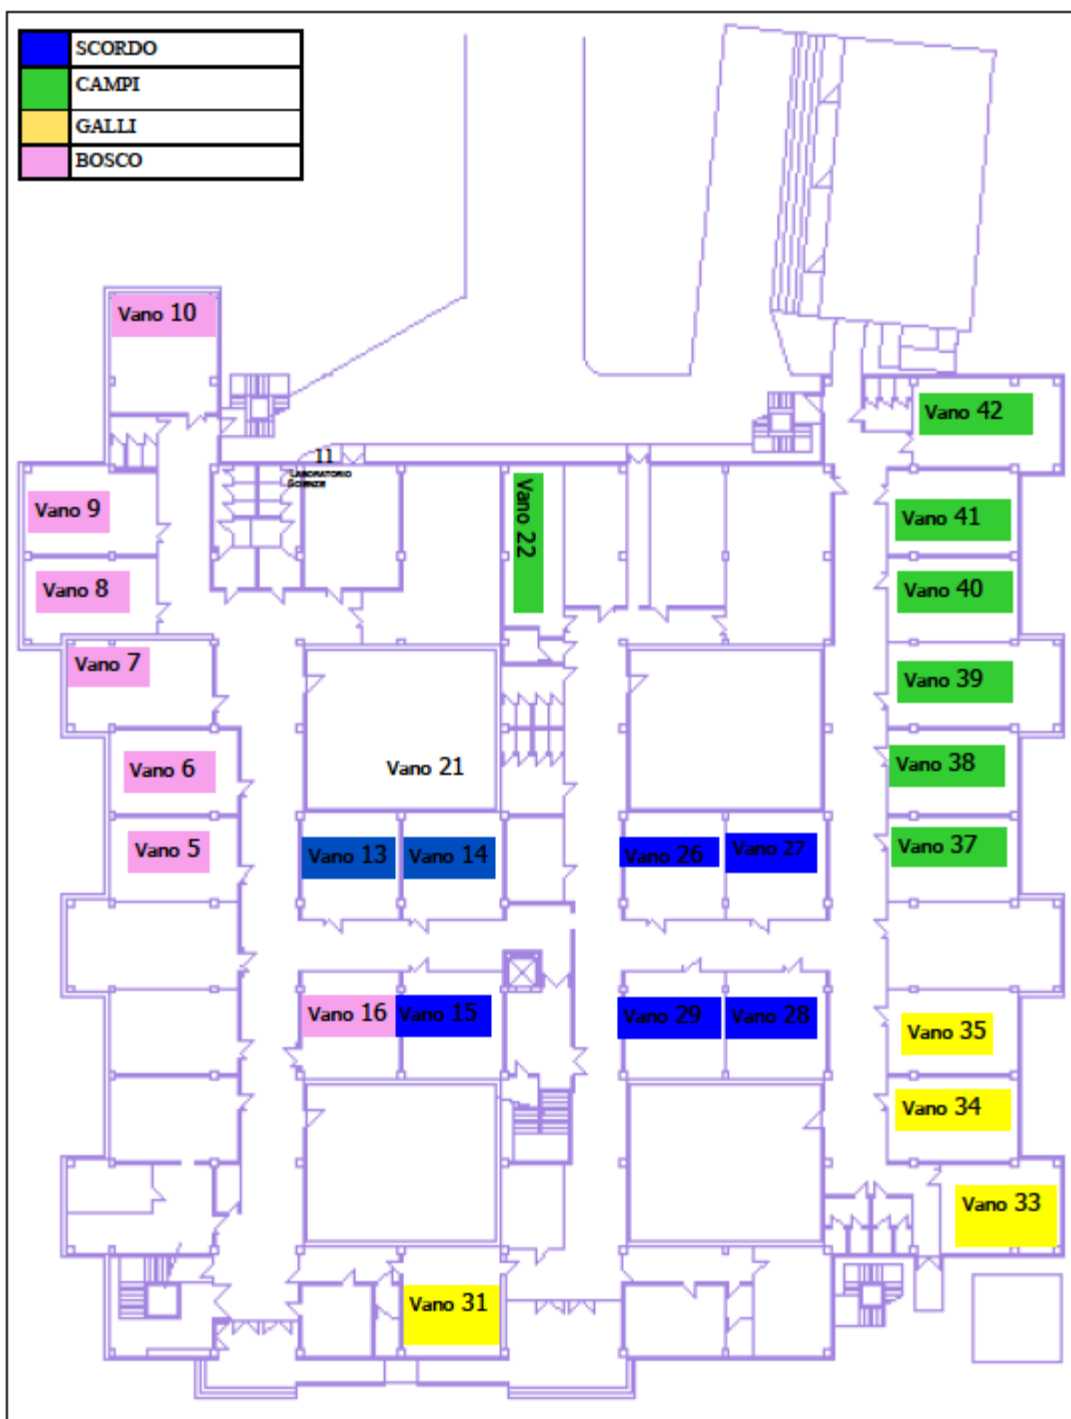 SCORDO
CAMPI
GALLI
BOSCO
Vano 10
Vano 42
11
LABORATORIO
SCIENZE
Vano 9
Vano 22
Vano 41
Vano 8
Vano 40
Vano 7
Vano 39
Vano 6
Vano 21
Vano 38
Vano 5
Vano 13
Vano 14
Vano 26
Vano 27
Vano 37
Vano 16
Vano 15
Vano 29
Vano 28
Vano 35
Vano 34
Vano 33
Vano 31